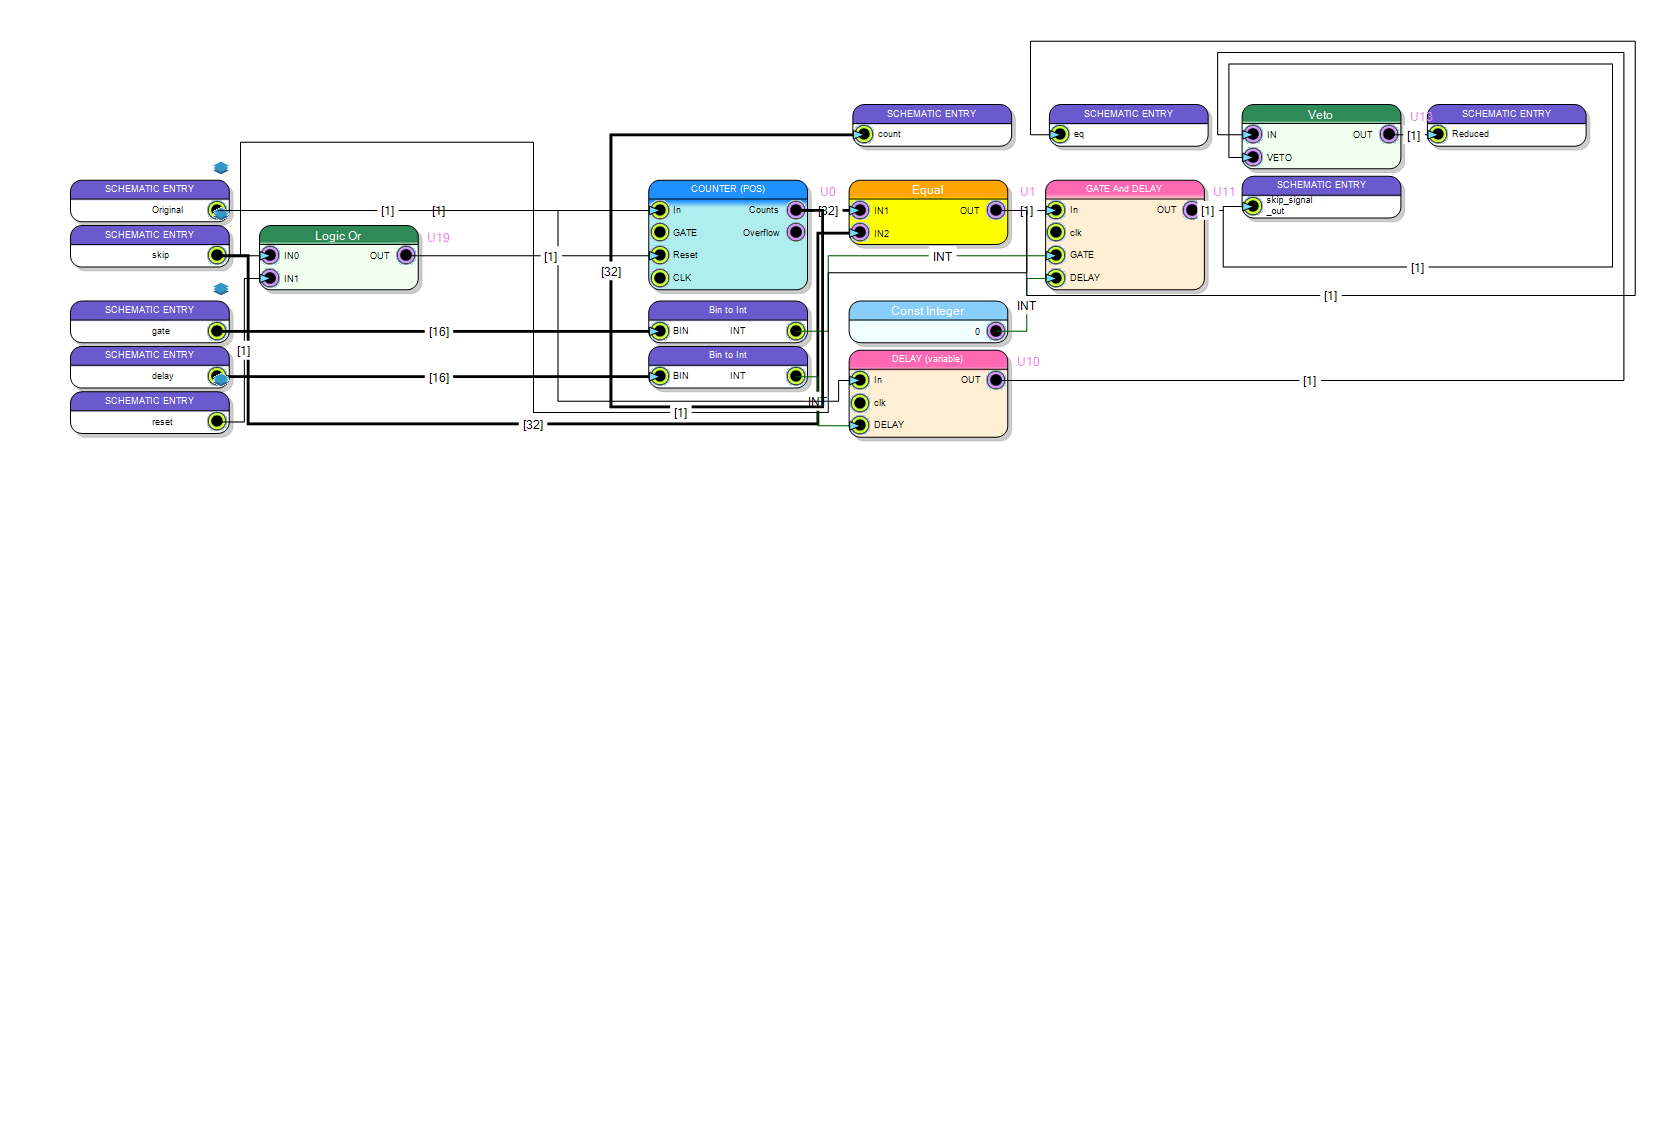 SCHEMATIC ENTRY
count
SCHEMATIC ENTRY
eq
Veto
IN
OUT
VETO
U13
[1]
SCHEMATIC ENTRY
Reduced
SCHEMATIC ENTRY
Original
[1]
[1]
COUNTER (POS)
U0
In
Counts
GATE
Overflow
Reset
CLK
[32]
Equal
U1
IN1
OUT
IN2
[1]
GATE And DELAY
U11
In
OUT
clk
GATE
DELAY
[1]
SCHEMATIC ENTRY
skip_signal
_out
SCHEMATIC ENTRY
skip
Logic Or
U19
IN0
OUT
IN1
[1]
[32]
INT
[1]
[1]
SCHEMATIC ENTRY
gate
[16]
Bin to Int
BIN
INT
Const Integer
0
INT
[1]
SCHEMATIC ENTRY
delay
[16]
Bin to Int
BIN
INT
DELAY (variable)
U10
In
OUT
clk
DELAY
[1]
SCHEMATIC ENTRY
reset
INT
[1]
[32]